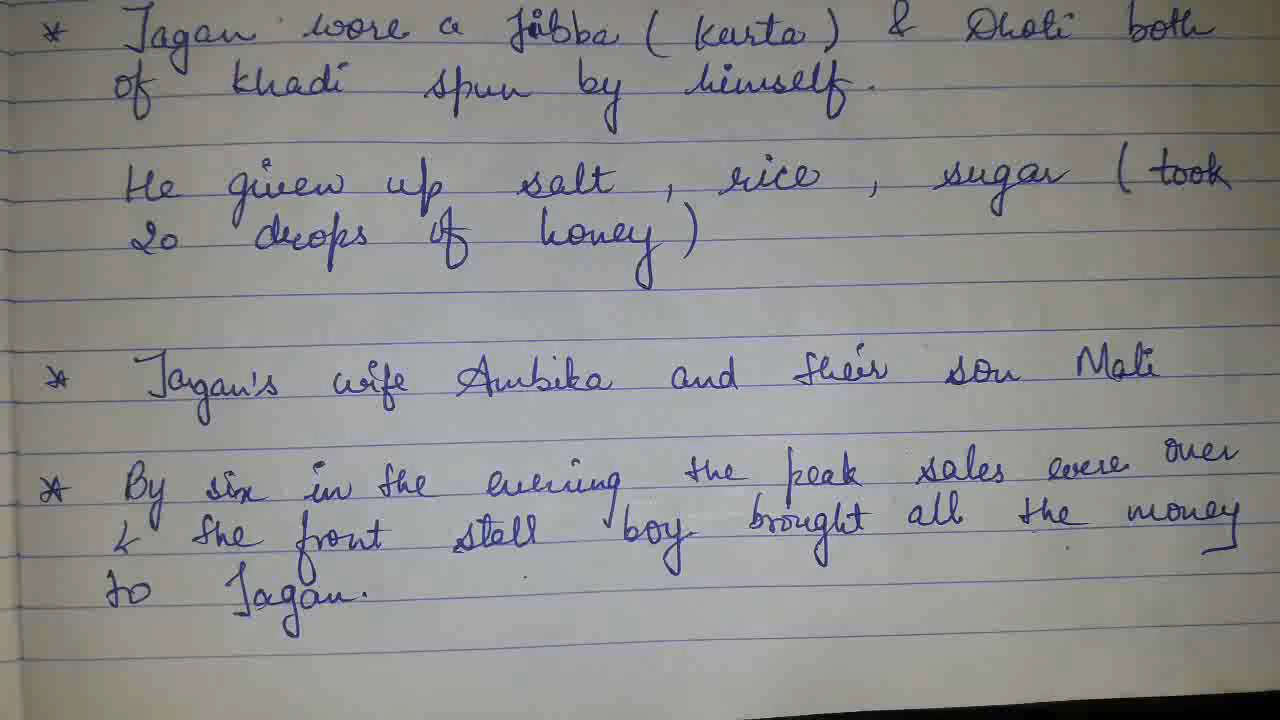 * Jagan wore a Jibba ( Kurta ) & Dhoti both
of khadi spun by himself.
He given up salt , rice , sugar ( took
20 drops of honey )
* Jagan's wife Ambika and their son Mali
* By six in the evening the peak sales were over
& the front stall boy brought all the money
to Jagan.